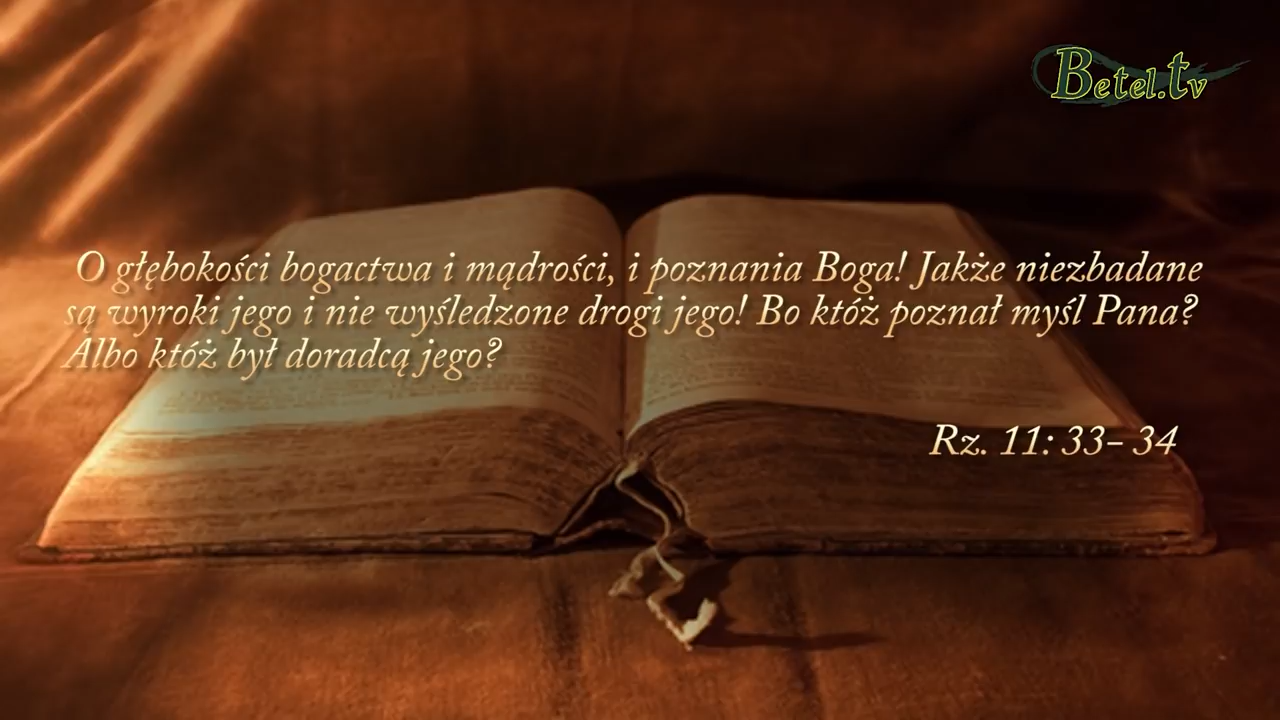 Betel.tv
O głębokości bogactwa i mądrości, i poznania Boga! Jakże niezbadane
są wyroki jego i nie wyśledzone drogi jego! Bo któż poznał myśl Pana?
Albo któż był doradcą jego?
Rz. 11: 33– 34